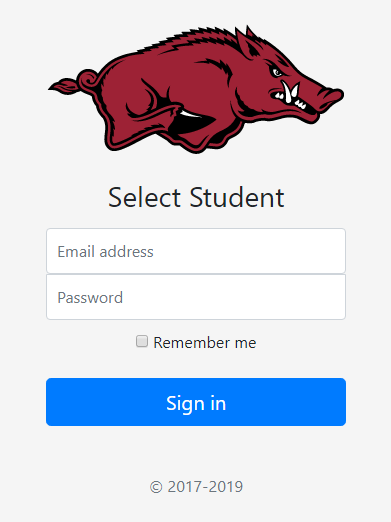 Select Student
Email address
Password
Remember me
Sign in
© 2017-2019